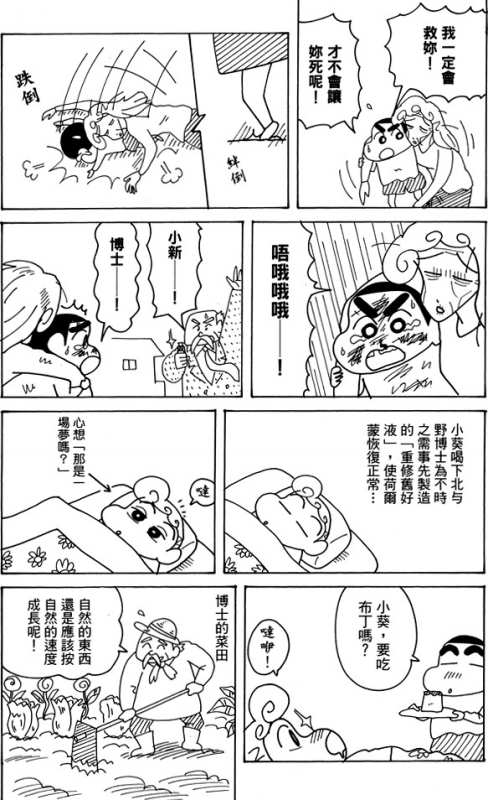 我一定會
救妳！
才不會讓
妳死呢！
絆倒
跌倒
唔哦哦哦——！
小新——！
博士——！
小葵喝下北与
野博士為不時
之需事先製造
的「重修舊好
液」，使荷爾
蒙恢復正常…
噠
心想「那是一
場夢嗎？」
小葵，要吃
布丁嗎？
噠咿！
博士的菜田
自然的東西
還是應該按
自然的速度
成長呢！